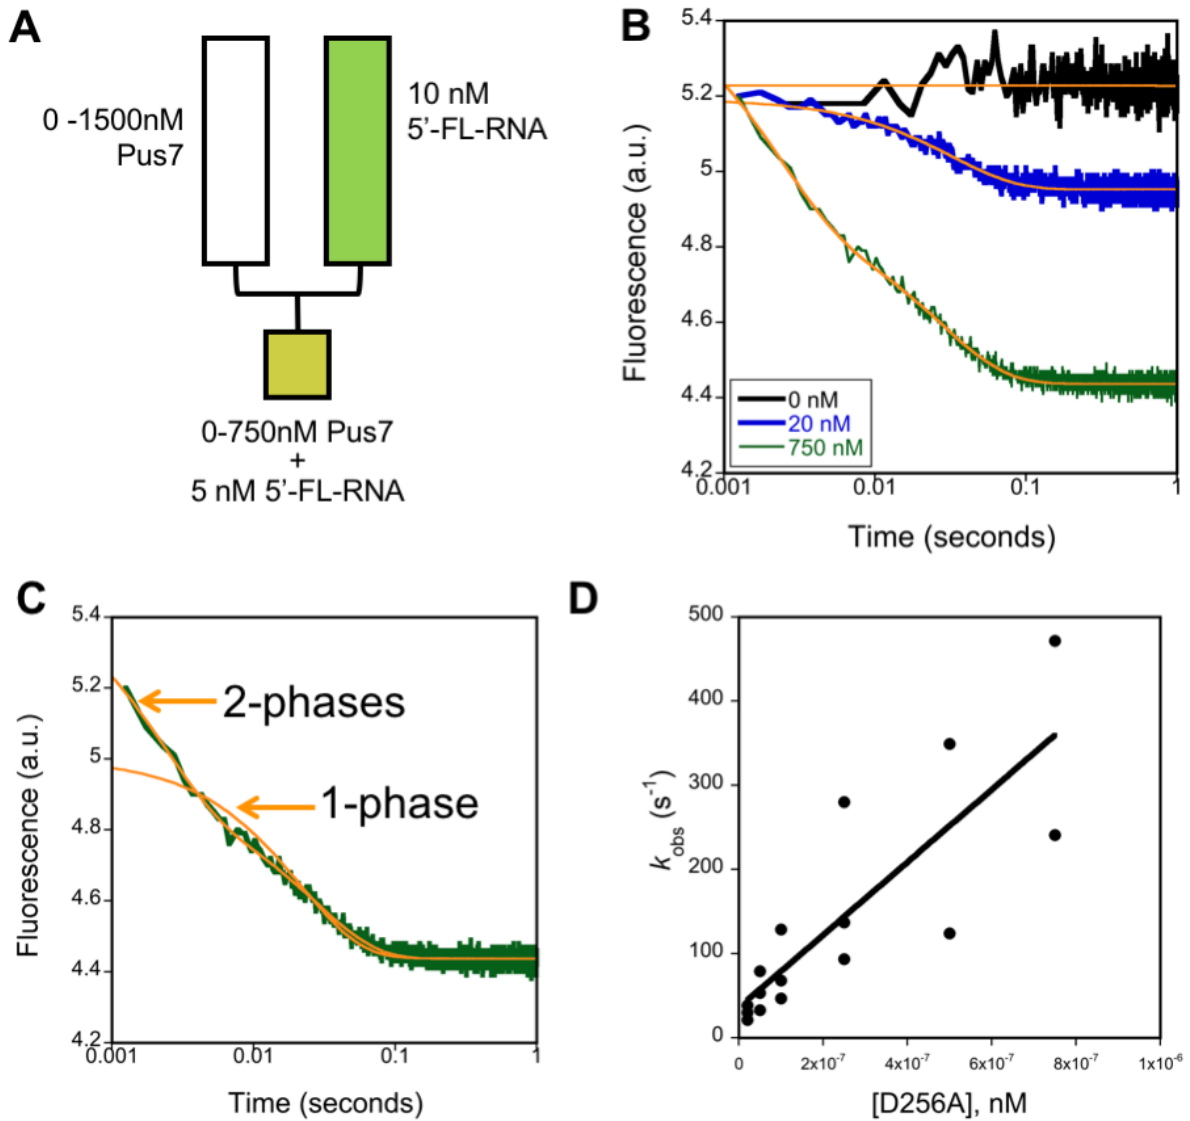 A
0 -1500nM
Pus7
10 nM
5'-FL-RNA
0-750nM Pus7
+
5 nM 5'-FL-RNA
B
5.4
5.2
5
4.8
4.6
4.4
4.2
Fluorescence (a.u.)
0 nM
20 nM
750 nM
0.001
0.01
0.1
1
Time (seconds)
C
5.4
5.2
5
4.8
4.6
4.4
4.2
Fluorescence (a.u.)
2-phases
1-phase
0.001
0.01
0.1
1
Time (seconds)
D
500
400
300
200
100
0
kobs (s-1)
0
2x10-7
4x10-7
6x10-7
8x10-7
1x10-6
[D256A], nM